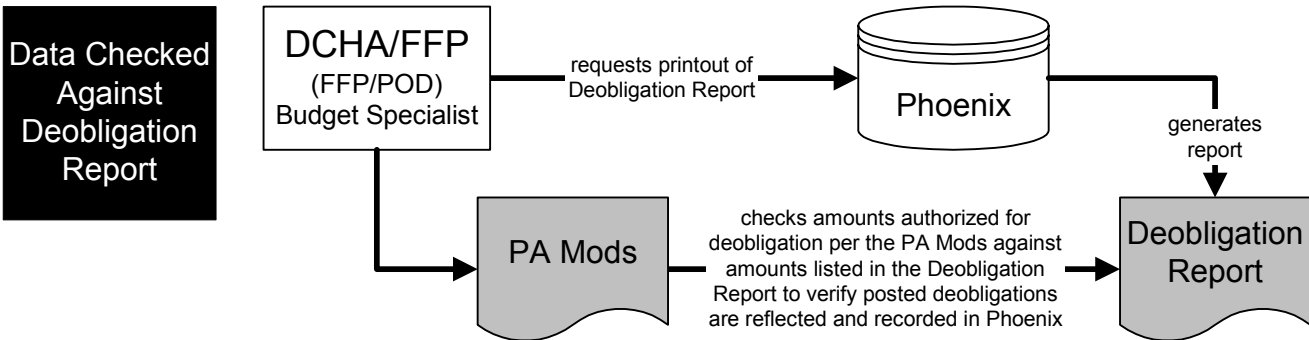 Data Checked
Against
Deobligation
Report
DCHA/FFP
(FFP/POD)
Budget Specialist
requests printout of
Deobligation Report
Phoenix
generates
report
PA Mods
checks amounts authorized for
deobligation per the PA Mods against
amounts listed in the Deobligation
Report to verify posted deobligations
are reflected and recorded in Phoenix
Deobligation
Report